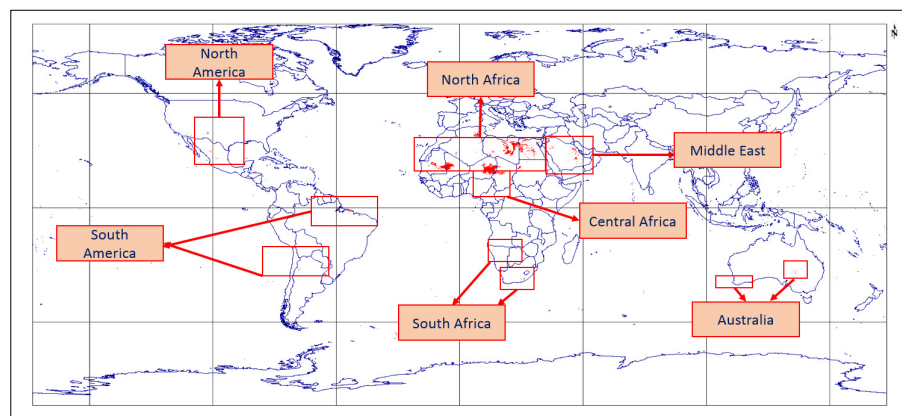 North
America
North Africa
Middle East
Central Africa
South
America
South Africa
Australia
N